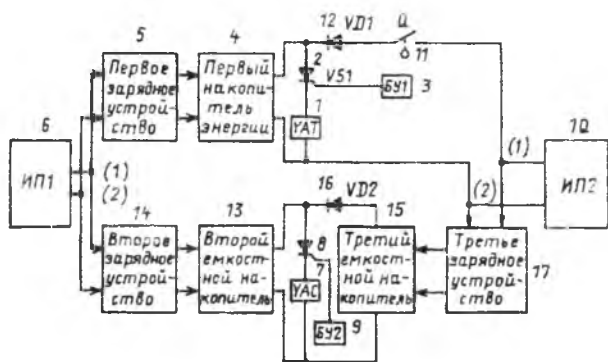 12 VD1 Q
5 4 2 11
Первое
зарядное
устрой-
ство
Первый
накопи-
тель
энергии
VS1
БУ1 3
1
YAT
6
ИП1
(1)
(2)
10
(1)
(2)
ИП2
14 13 16 VD2 15
Второе
зарядное
устрой-
ство
Второй
емкост-
ной на-
копитель
8
7
YAC
БУ2 9
Третий
емкост-
ной на-
копитель
Третье
зарядное
устрой-
ство
17